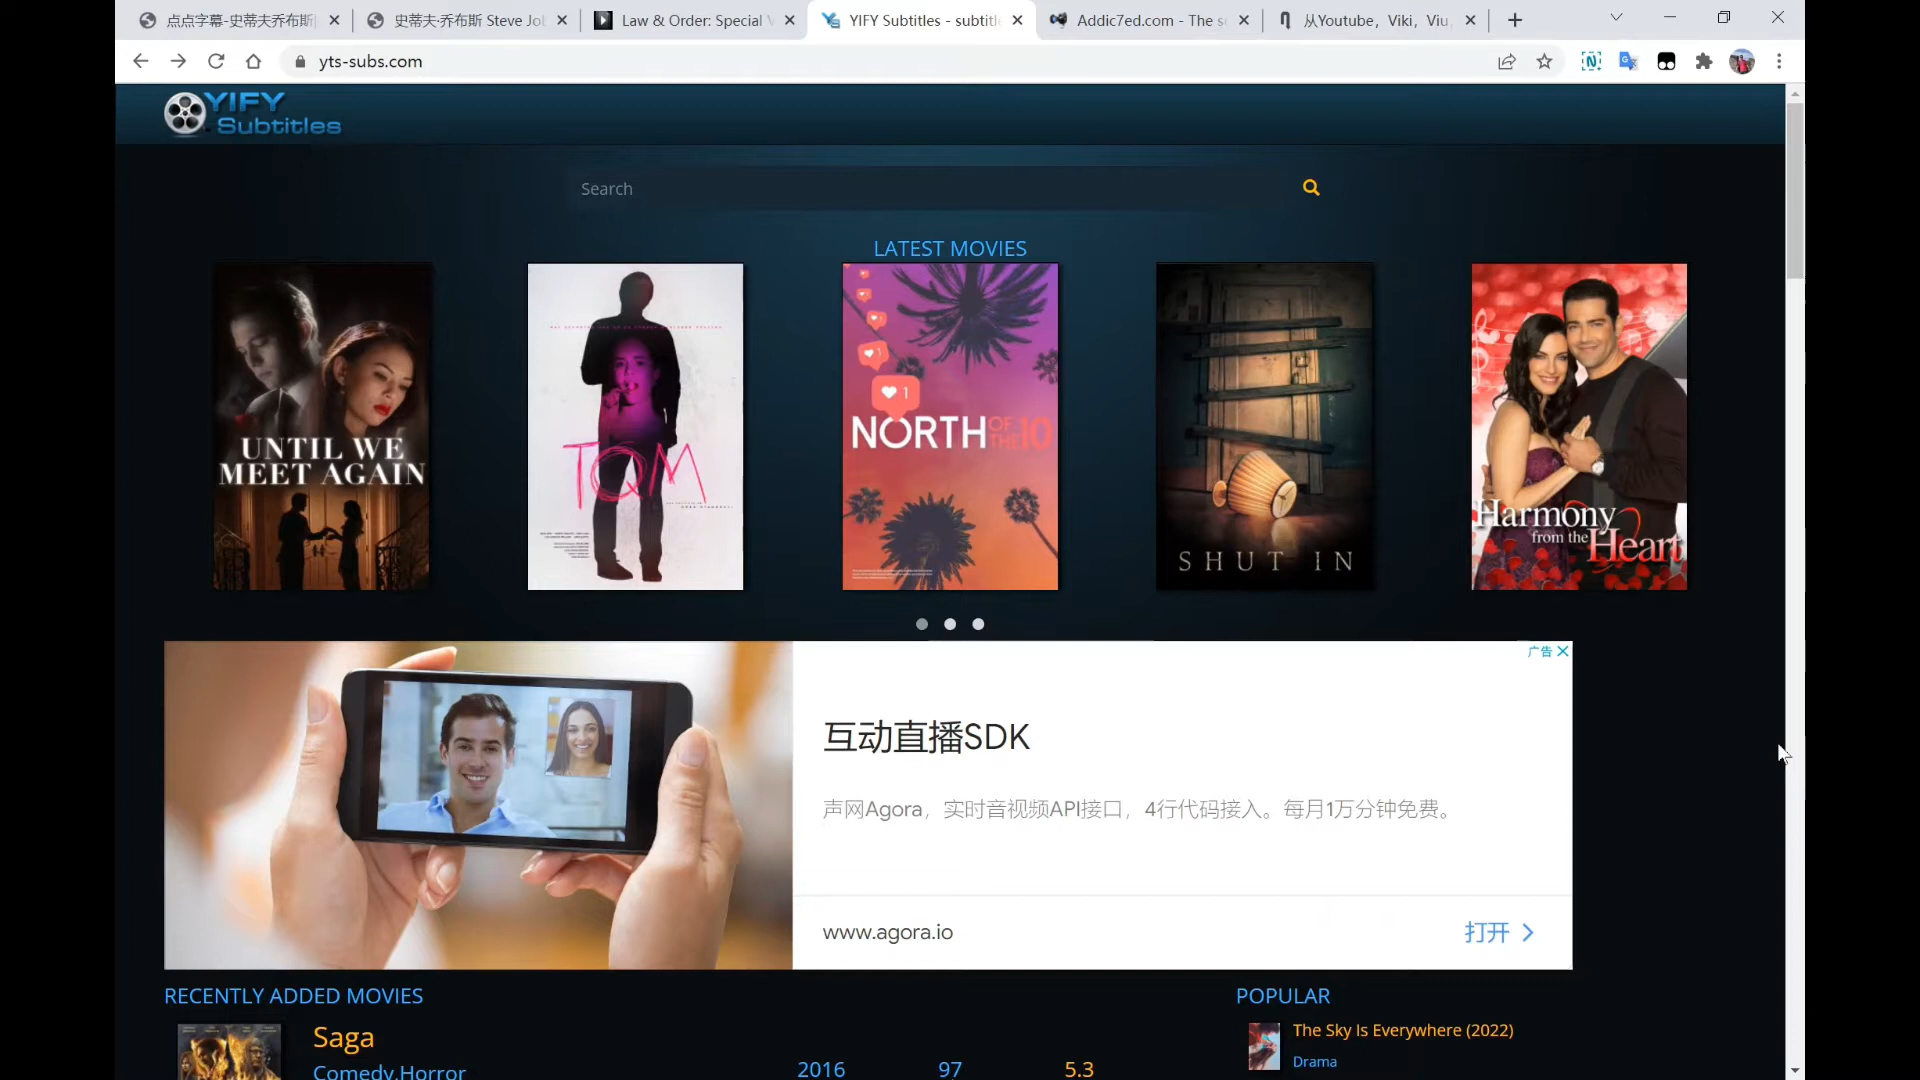 点点字幕-史蒂夫乔布斯
史蒂夫·乔布斯 Steve Jo
Law & Order: Special V
YIFY Subtitles - subtitl
Addic7ed.com - The s
从Youtube，Viki，Viu,
yts-subs.com
YIFY
Subtitles
Search
LATEST MOVIES
UNTIL WE
MEET AGAIN
TQM
1
NORTH OF THE 10
SHUT IN
Harmony
from the Heart
广告
互动直播SDK
声网Agora，实时音视频API接口，4行代码接入。每月1万分钟免费。
www.agora.io
打开
RECENTLY ADDED MOVIES
POPULAR
Saga
Comedy,Horror
2016
97
5.3
The Sky Is Everywhere (2022)
Drama